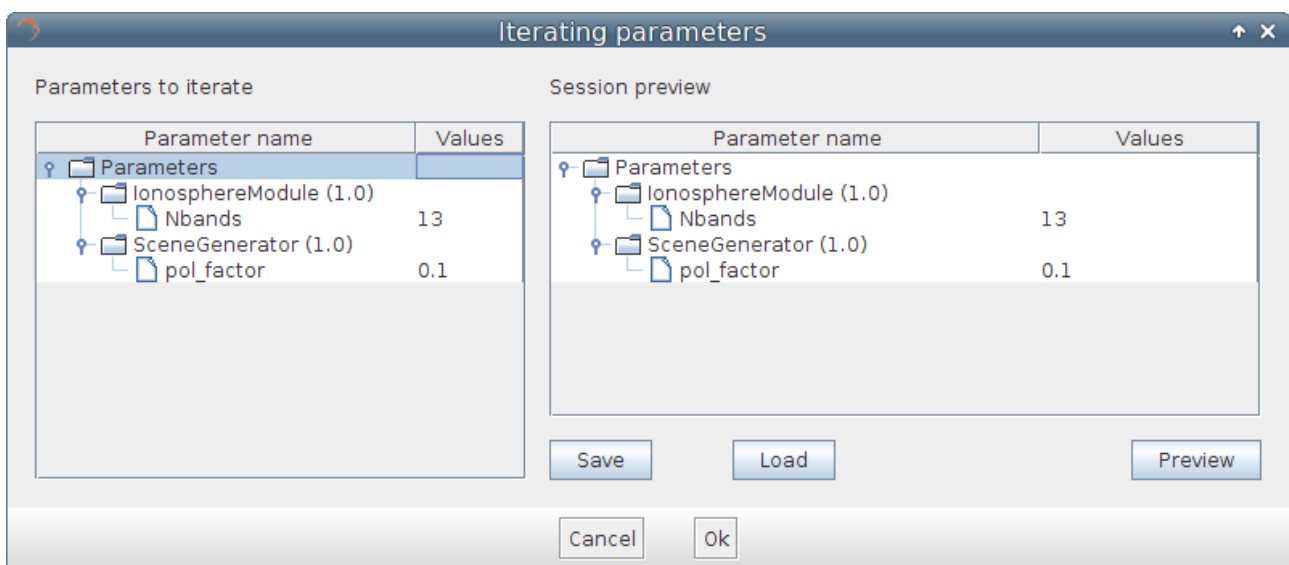 Iterating parameters
Parameters to iterate
Parameter name Values
Parameters
IonosphereModule (1.0)
Nbands 13
SceneGenerator (1.0)
pol_factor 0.1
Session preview
Parameter name Values
Parameters
IonosphereModule (1.0)
Nbands 13
SceneGenerator (1.0)
pol_factor 0.1
Save Load Preview
Cancel Ok